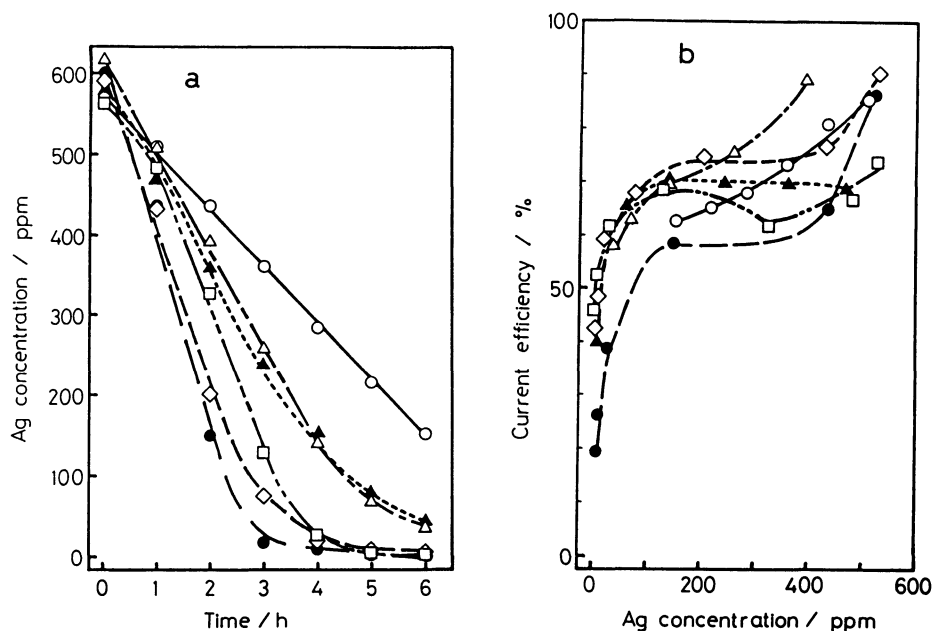 a
600
500
400
300
200
100
0
Ag concentration / ppm
0 1 2 3 4 5 6
Time / h
b
100
50
0
Current efficiency / %
0 200 400 600
Ag concentration / ppm